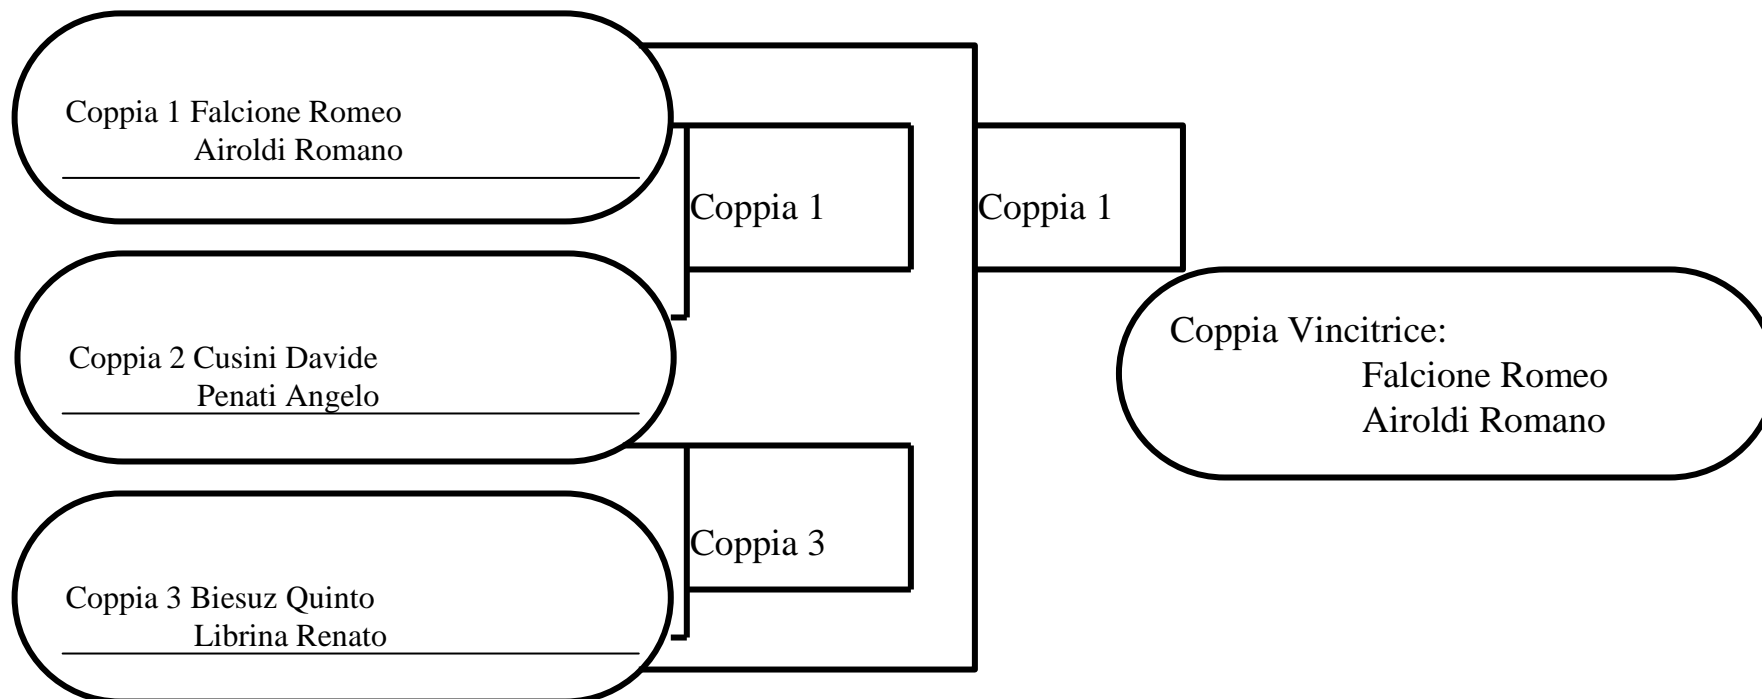 Coppia 1 Falcione Romeo
Airoldi Romano
Coppia 1
Coppia 1
Coppia 2 Cusini Davide
Penati Angelo
Coppia Vincitrice:
Falcione Romeo
Airoldi Romano
Coppia 3
Coppia 3 Biesuz Quinto
Librina Renato